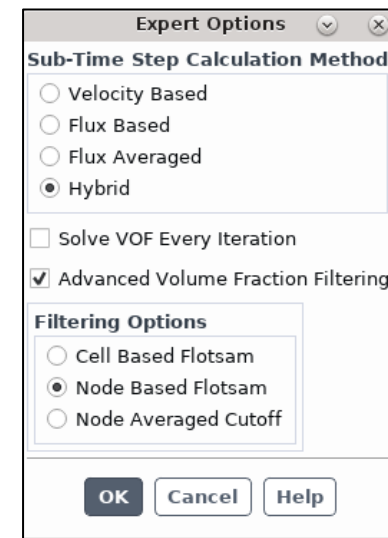 Expert Options
Sub-Time Step Calculation Method
Velocity Based
Flux Based
Flux Averaged
Hybrid
Solve VOF Every Iteration
Advanced Volume Fraction Filtering
Filtering Options
Cell Based Flotsam
Node Based Flotsam
Node Averaged Cutoff
OK Cancel Help